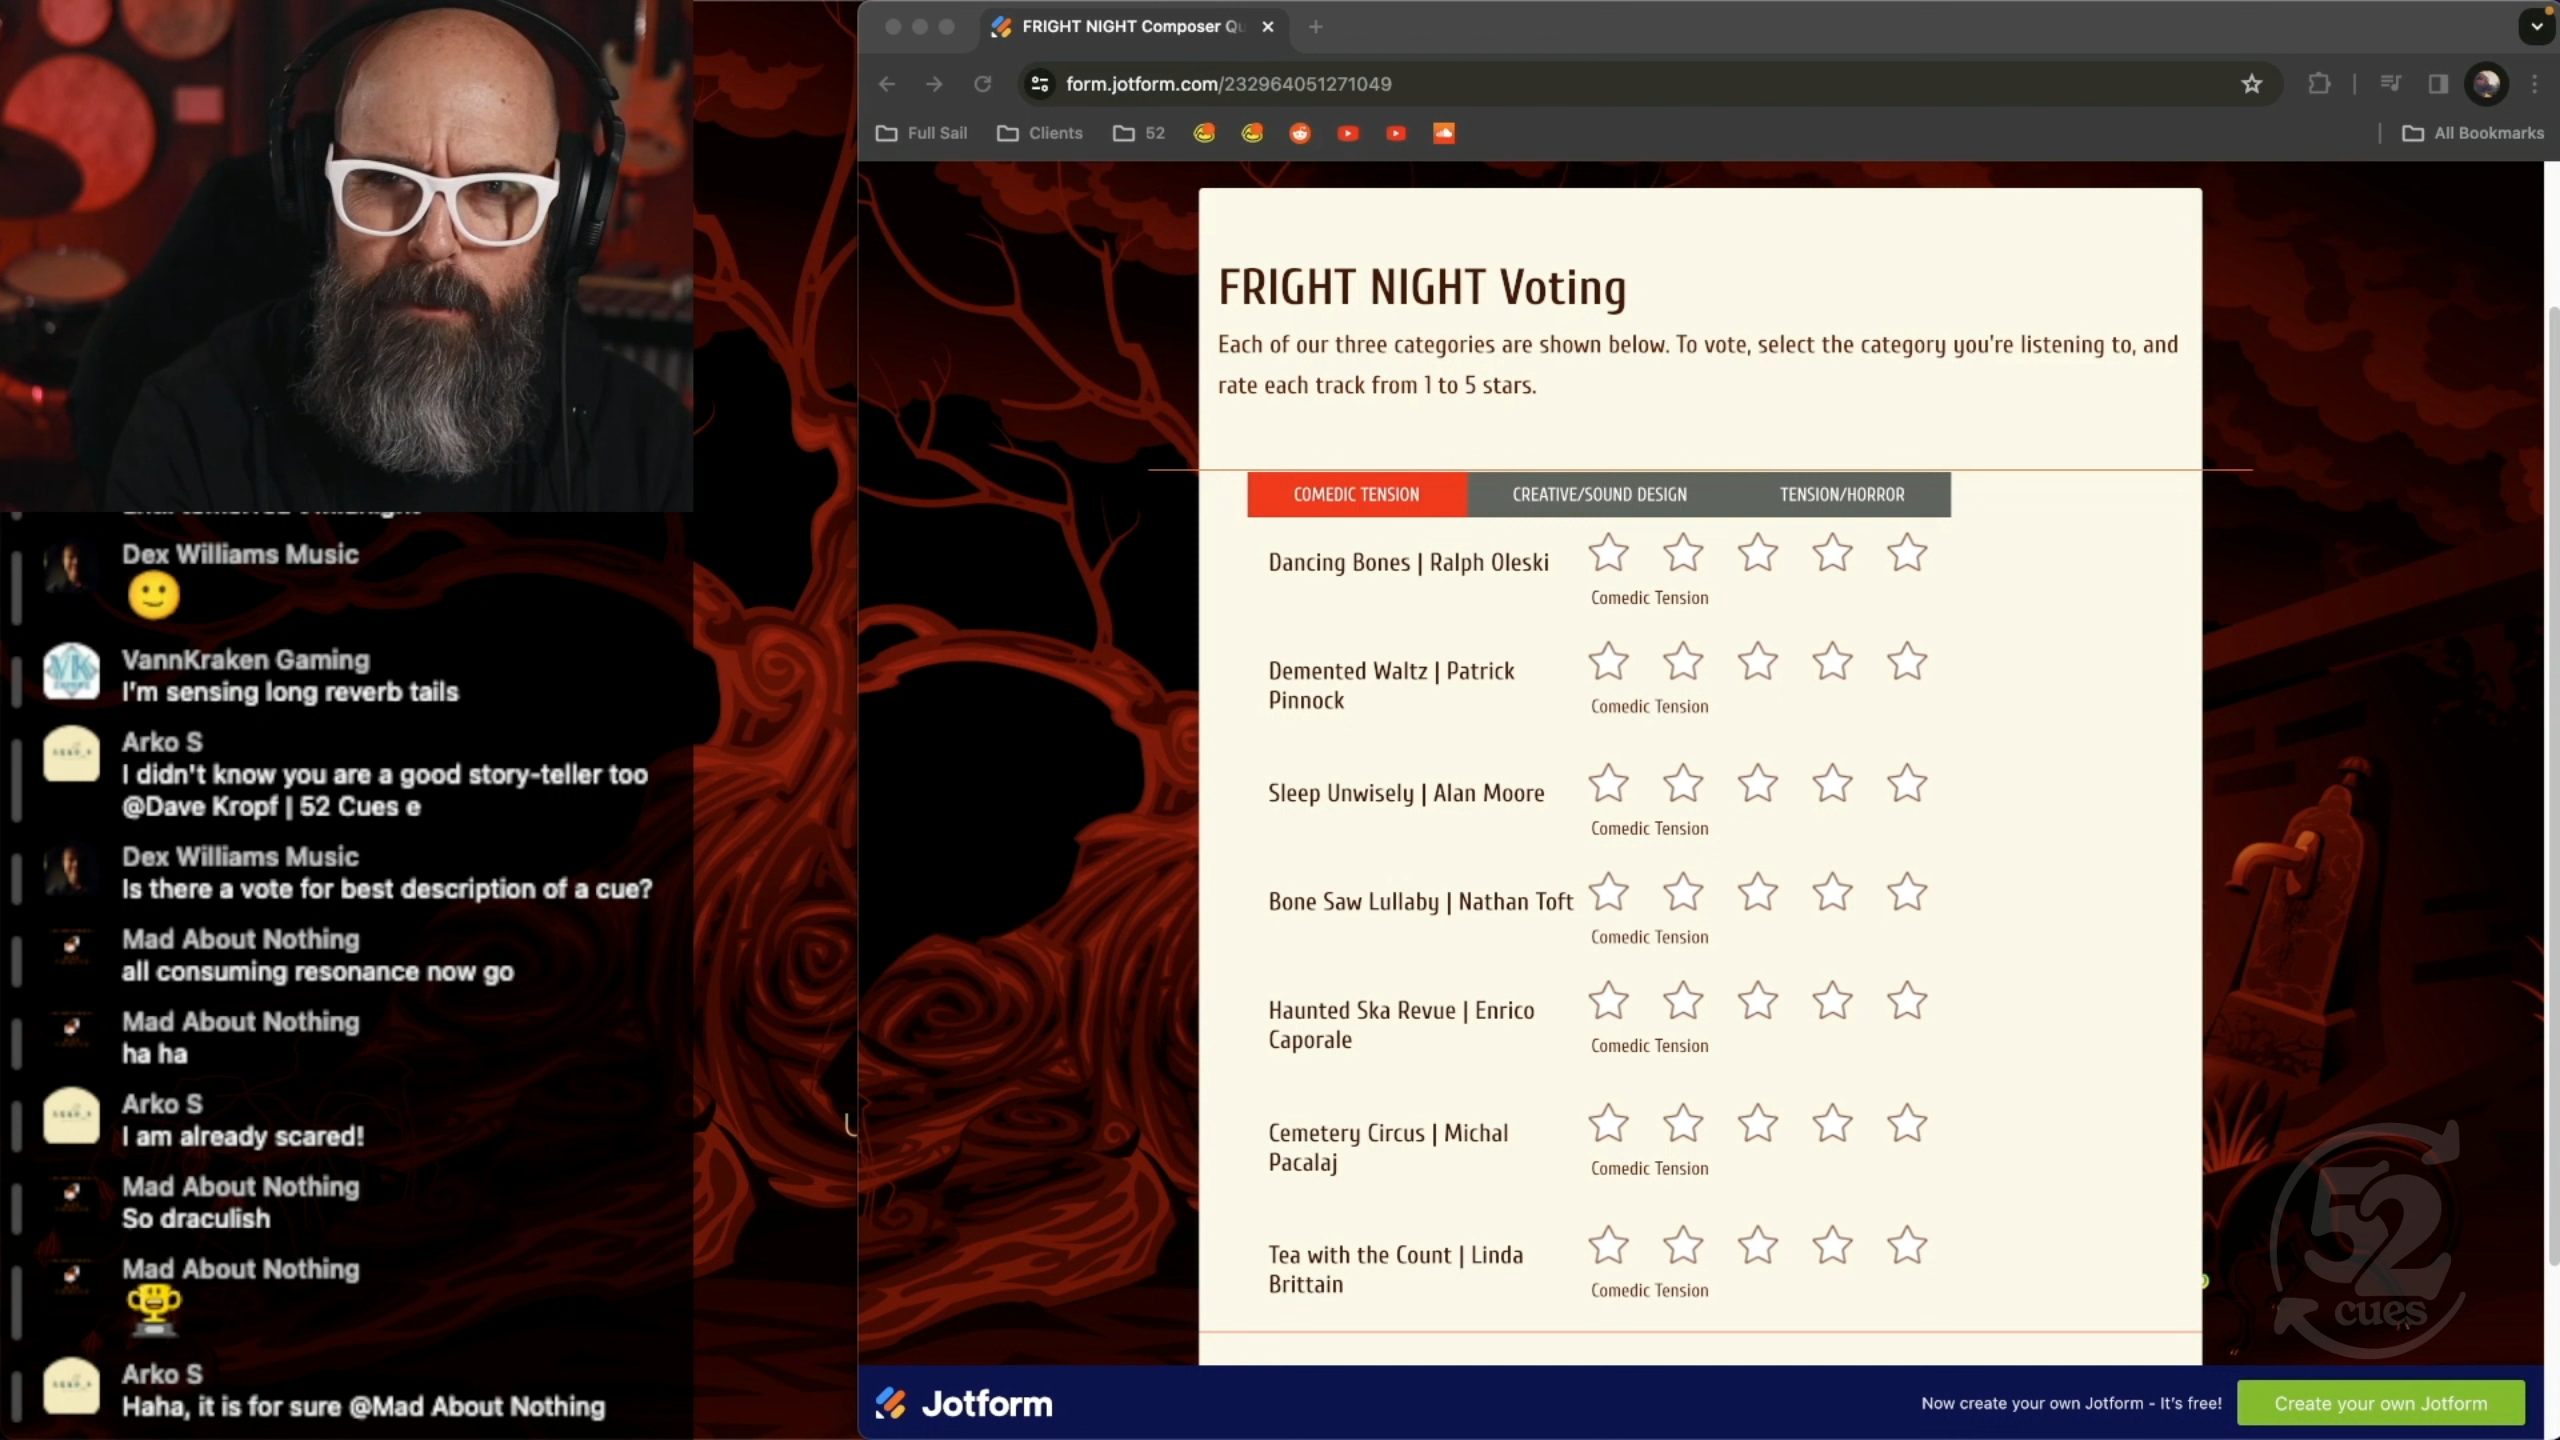 Dex Williams Music
VannKraken Gaming
I'm sensing long reverb tails
Arko S
I didn't know you are a good story-teller too
@Dave Kropf | 52 Cues e
Dex Williams Music
Is there a vote for best description of a cue?
Mad About Nothing
all consuming resonance now go
Mad About Nothing
ha ha
Arko S
I am already scared!
Mad About Nothing
So draculish
Mad About Nothing
Arko S
Haha, it is for sure @Mad About Nothing
FRIGHT NIGHT Composer Qu
form.jotform.com/232964051271049
Full Sail
Clients
52
All Bookmarks
FRIGHT NIGHT Voting
Each of our three categories are shown below. To vote, select the category you're listening to, and
rate each track from 1 to 5 stars.
COMEDIC TENSION
CREATIVE/SOUND DESIGN
TENSION/HORROR
Dancing Bones | Ralph Oleski
Comedic Tension
Demented Waltz | Patrick
Pinnock
Comedic Tension
Sleep Unwisely | Alan Moore
Comedic Tension
Bone Saw Lullaby | Nathan Toft
Comedic Tension
Haunted Ska Revue | Enrico
Caporale
Comedic Tension
Cemetery Circus | Michal
Pacalaj
Comedic Tension
Tea with the Count | Linda
Brittain
Comedic Tension
52
cues
Jotform
Now create your own Jotform - It's free!
Create your own Jotform